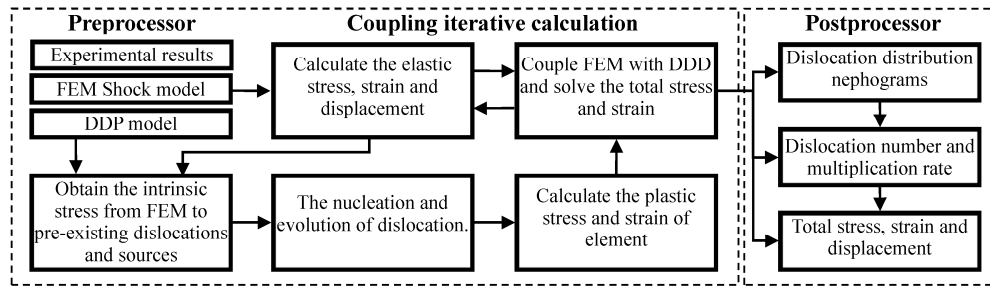 Preprocessor
Experimental results
FEM Shock model
DDP model
Obtain the intrinsic
stress from FEM to
pre-existing dislocations
and sources
Coupling iterative calculation
Calculate the elastic
stress, strain and
displacement
Couple FEM with DDD
and solve the total stress
and strain
The nucleation and
evolution of dislocation.
Calculate the plastic
stress and strain of
element
Postprocessor
Dislocation distribution
nephograms
Dislocation number and
multiplication rate
Total stress, strain and
displacement